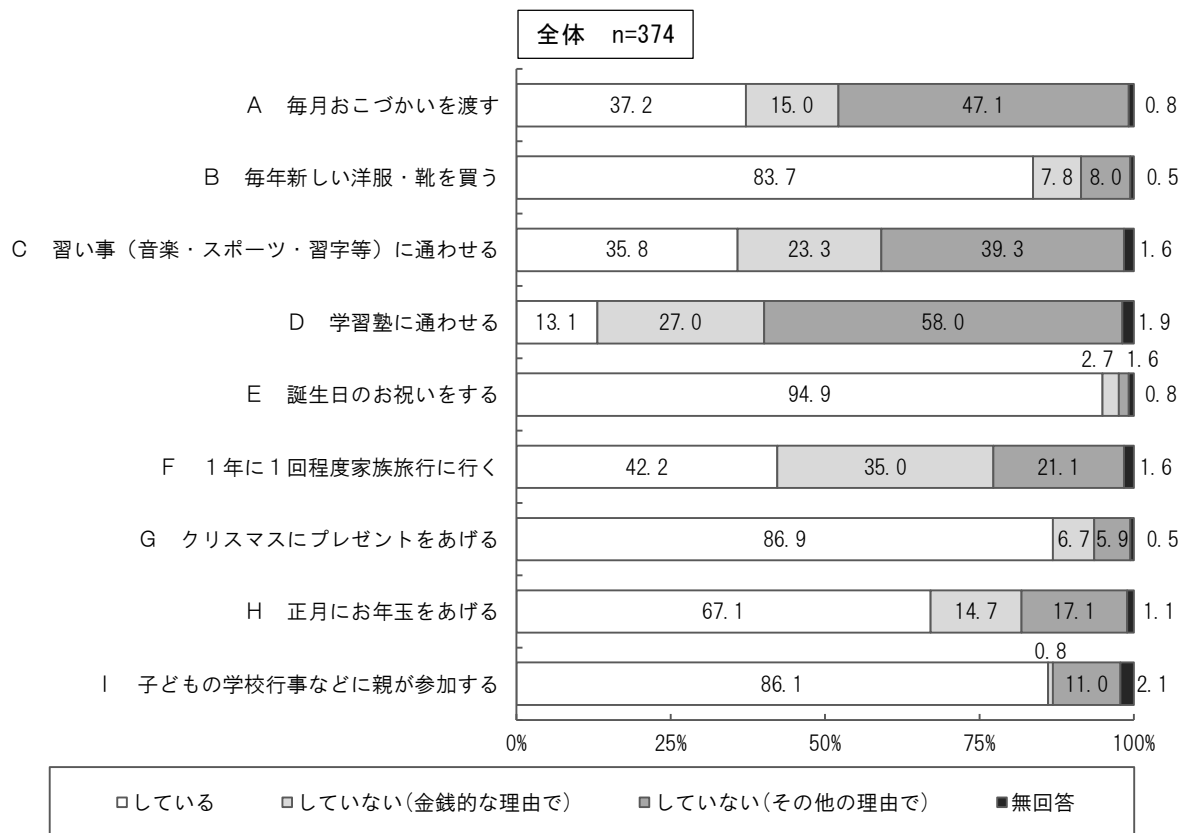 全体　n=374
A　毎月おこづかいを渡す 37.2 15.0 47.1 0.8
B　毎年新しい洋服・靴を買う 83.7 7.8 8.0 0.5
C　習い事（音楽・スポーツ・習字等）に通わせる 35.8 23.3 39.3 1.6
D　学習塾に通わせる 13.1 27.0 58.0 1.9
2.7 1.6
E　誕生日のお祝いをする 94.9 0.8
F　１年に１回程度家族旅行に行く 42.2 35.0 21.1 1.6
G　クリスマスにプレゼントをあげる 86.9 6.7 5.9 0.5
H　正月にお年玉をあげる 67.1 14.7 17.1 1.1
0.8
I　子どもの学校行事などに親が参加する 86.1 11.0 2.1
0% 25% 50% 75% 100%
している していない(金銭的な理由で) していない(その他の理由で) 無回答